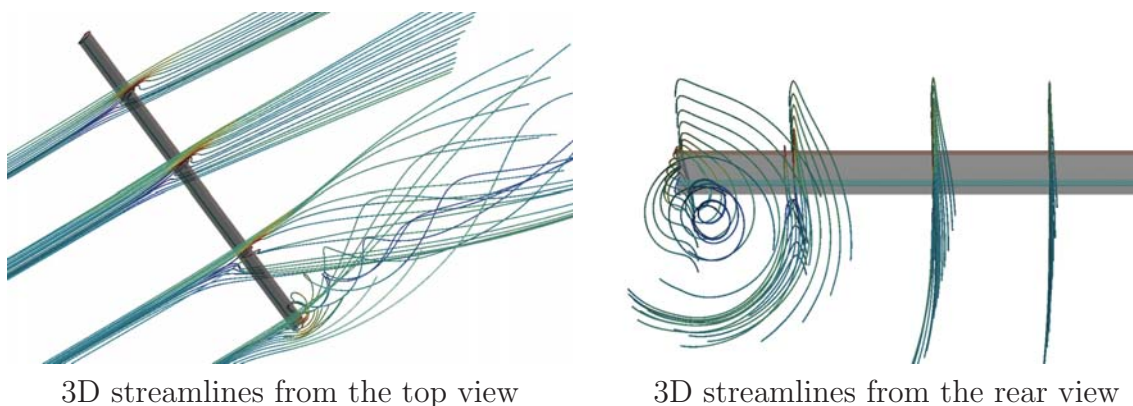 3D streamlines from the top view
3D streamlines from the rear view